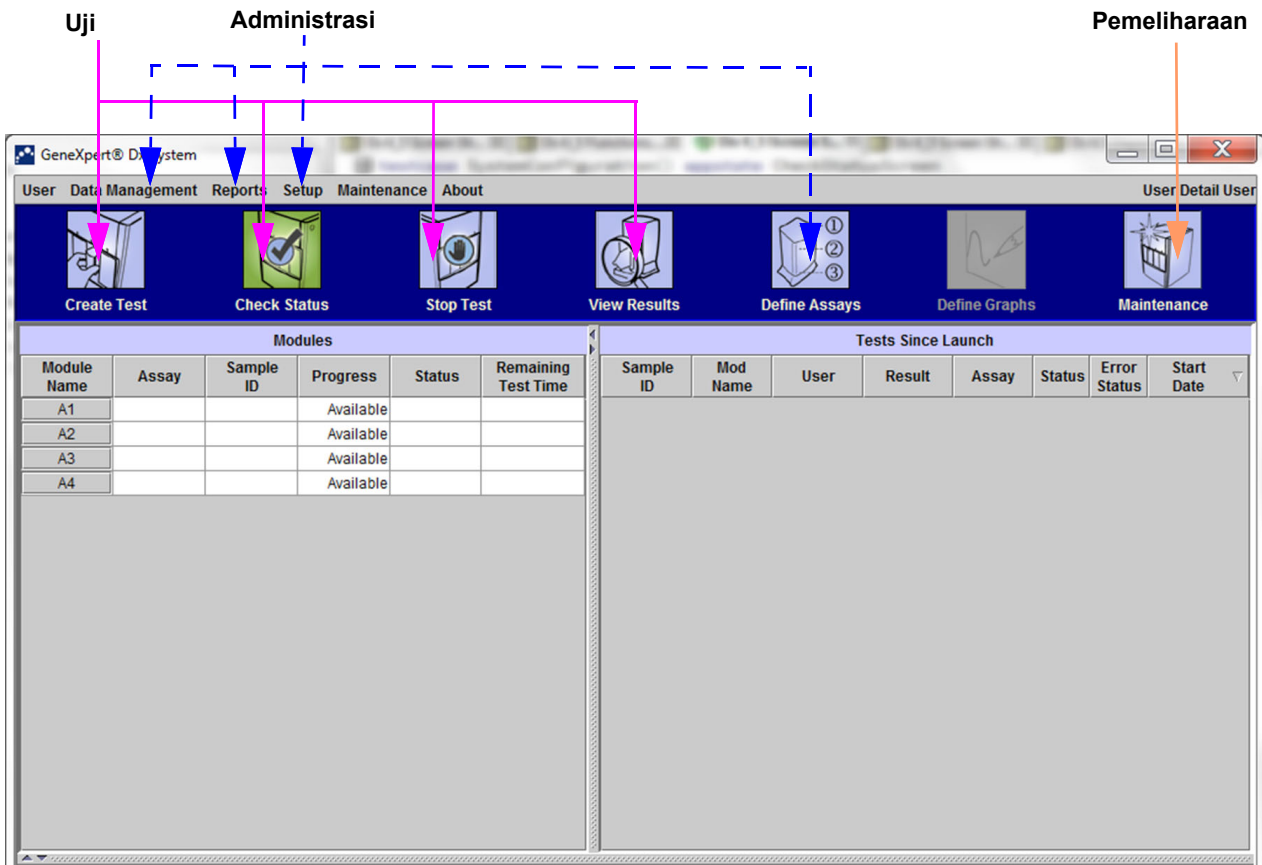 Uji Administrasi Pemeliharaan
GeneXpert® Dx System
User Data Management Reports Setup Maintenance About User Detail User
Create Test Check Status Stop Test View Results Define Assays Define Graphs Maintenance
① ② ③
Modules
Module Name Assay Sample ID Progress Status Remaining Test Time
A1 Available
A2 Available
A3 Available
A4 Available
Tests Since Launch
Sample ID Mod Name User Result Assay Status Error Status Start Date